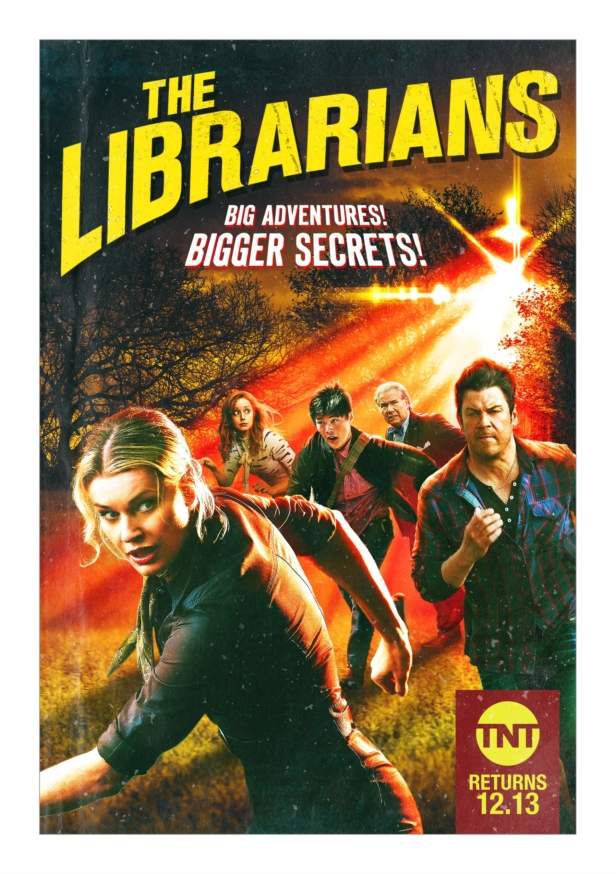 THE
LIBRARIANS
BIG ADVENTURES!
BIGGER SECRETS!
TNT
RETURNS
12.13